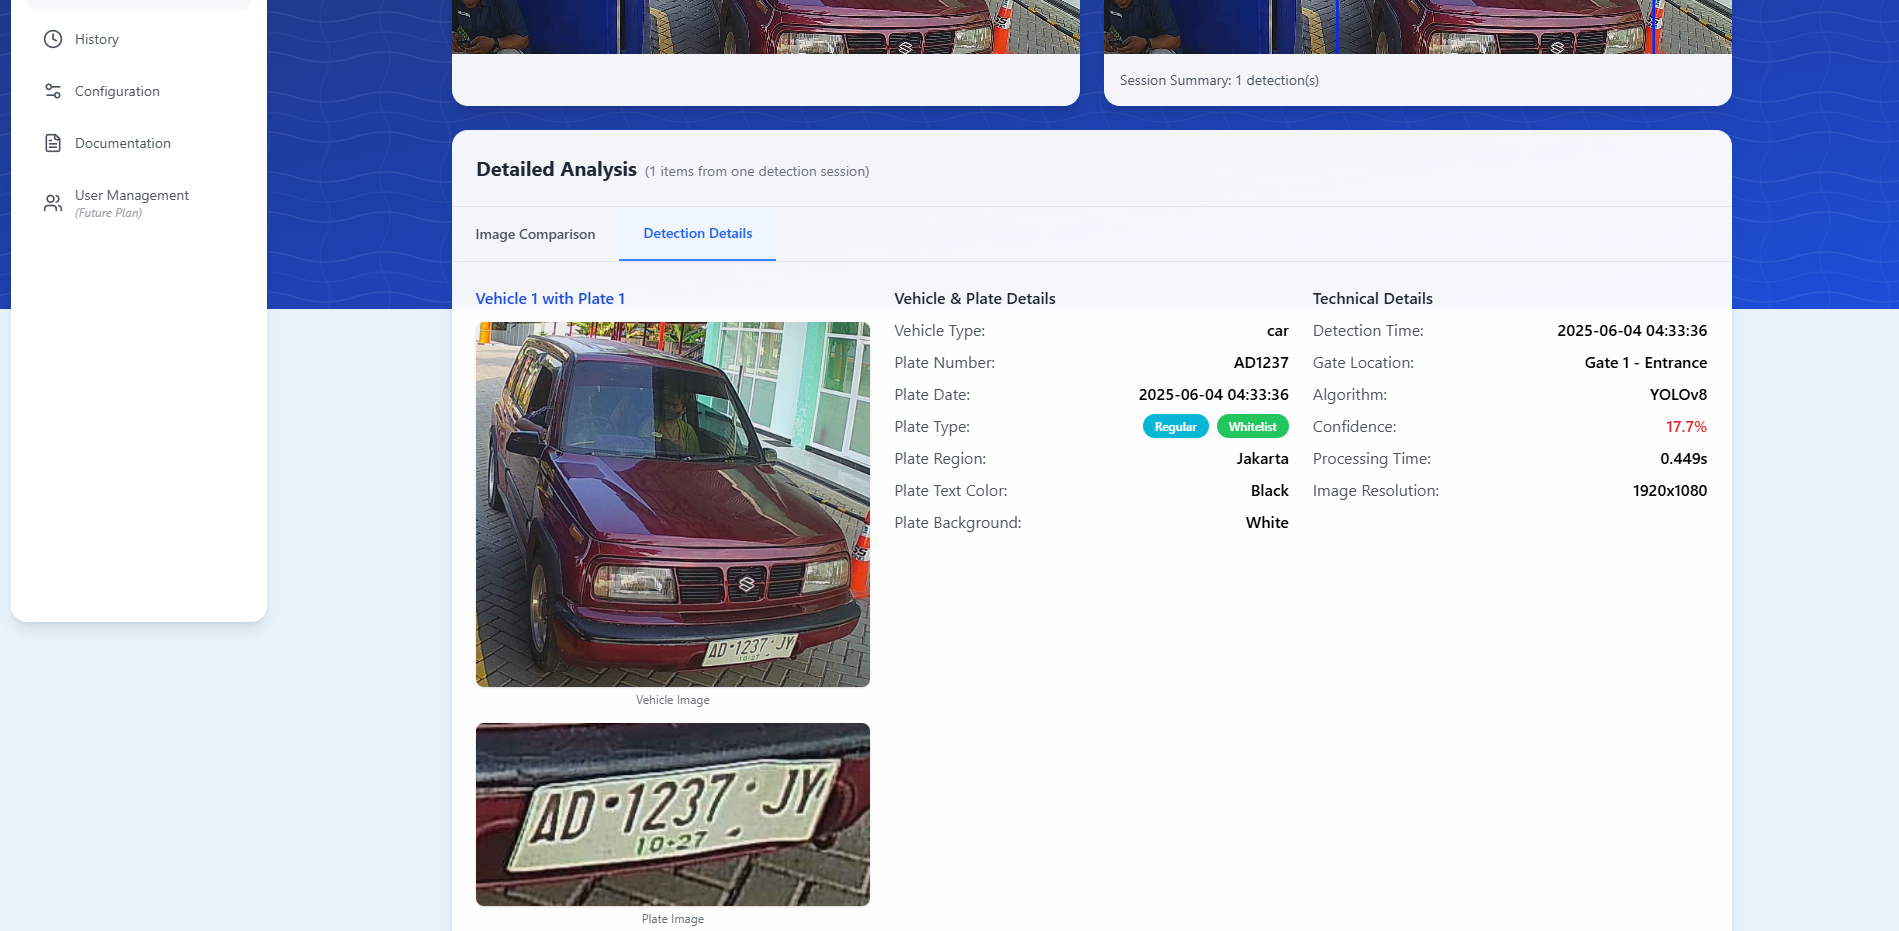 History
Configuration
Documentation
User Management
(Future Plan)
Session Summary: 1 detection(s)
Detailed Analysis (1 items from one detection session)
Image Comparison
Detection Details
Vehicle 1 with Plate 1
AD·1237·JY
10-27
Vehicle Image
AD·1237·JY
10·27
Plate Image
Vehicle & Plate Details
Vehicle Type: car
Plate Number: AD1237
Plate Date: 2025-06-04 04:33:36
Plate Type: Regular Whitelist
Plate Region: Jakarta
Plate Text Color: Black
Plate Background: White
Technical Details
Detection Time: 2025-06-04 04:33:36
Gate Location: Gate 1 - Entrance
Algorithm: YOLOv8
Confidence: 17.7%
Processing Time: 0.449s
Image Resolution: 1920x1080